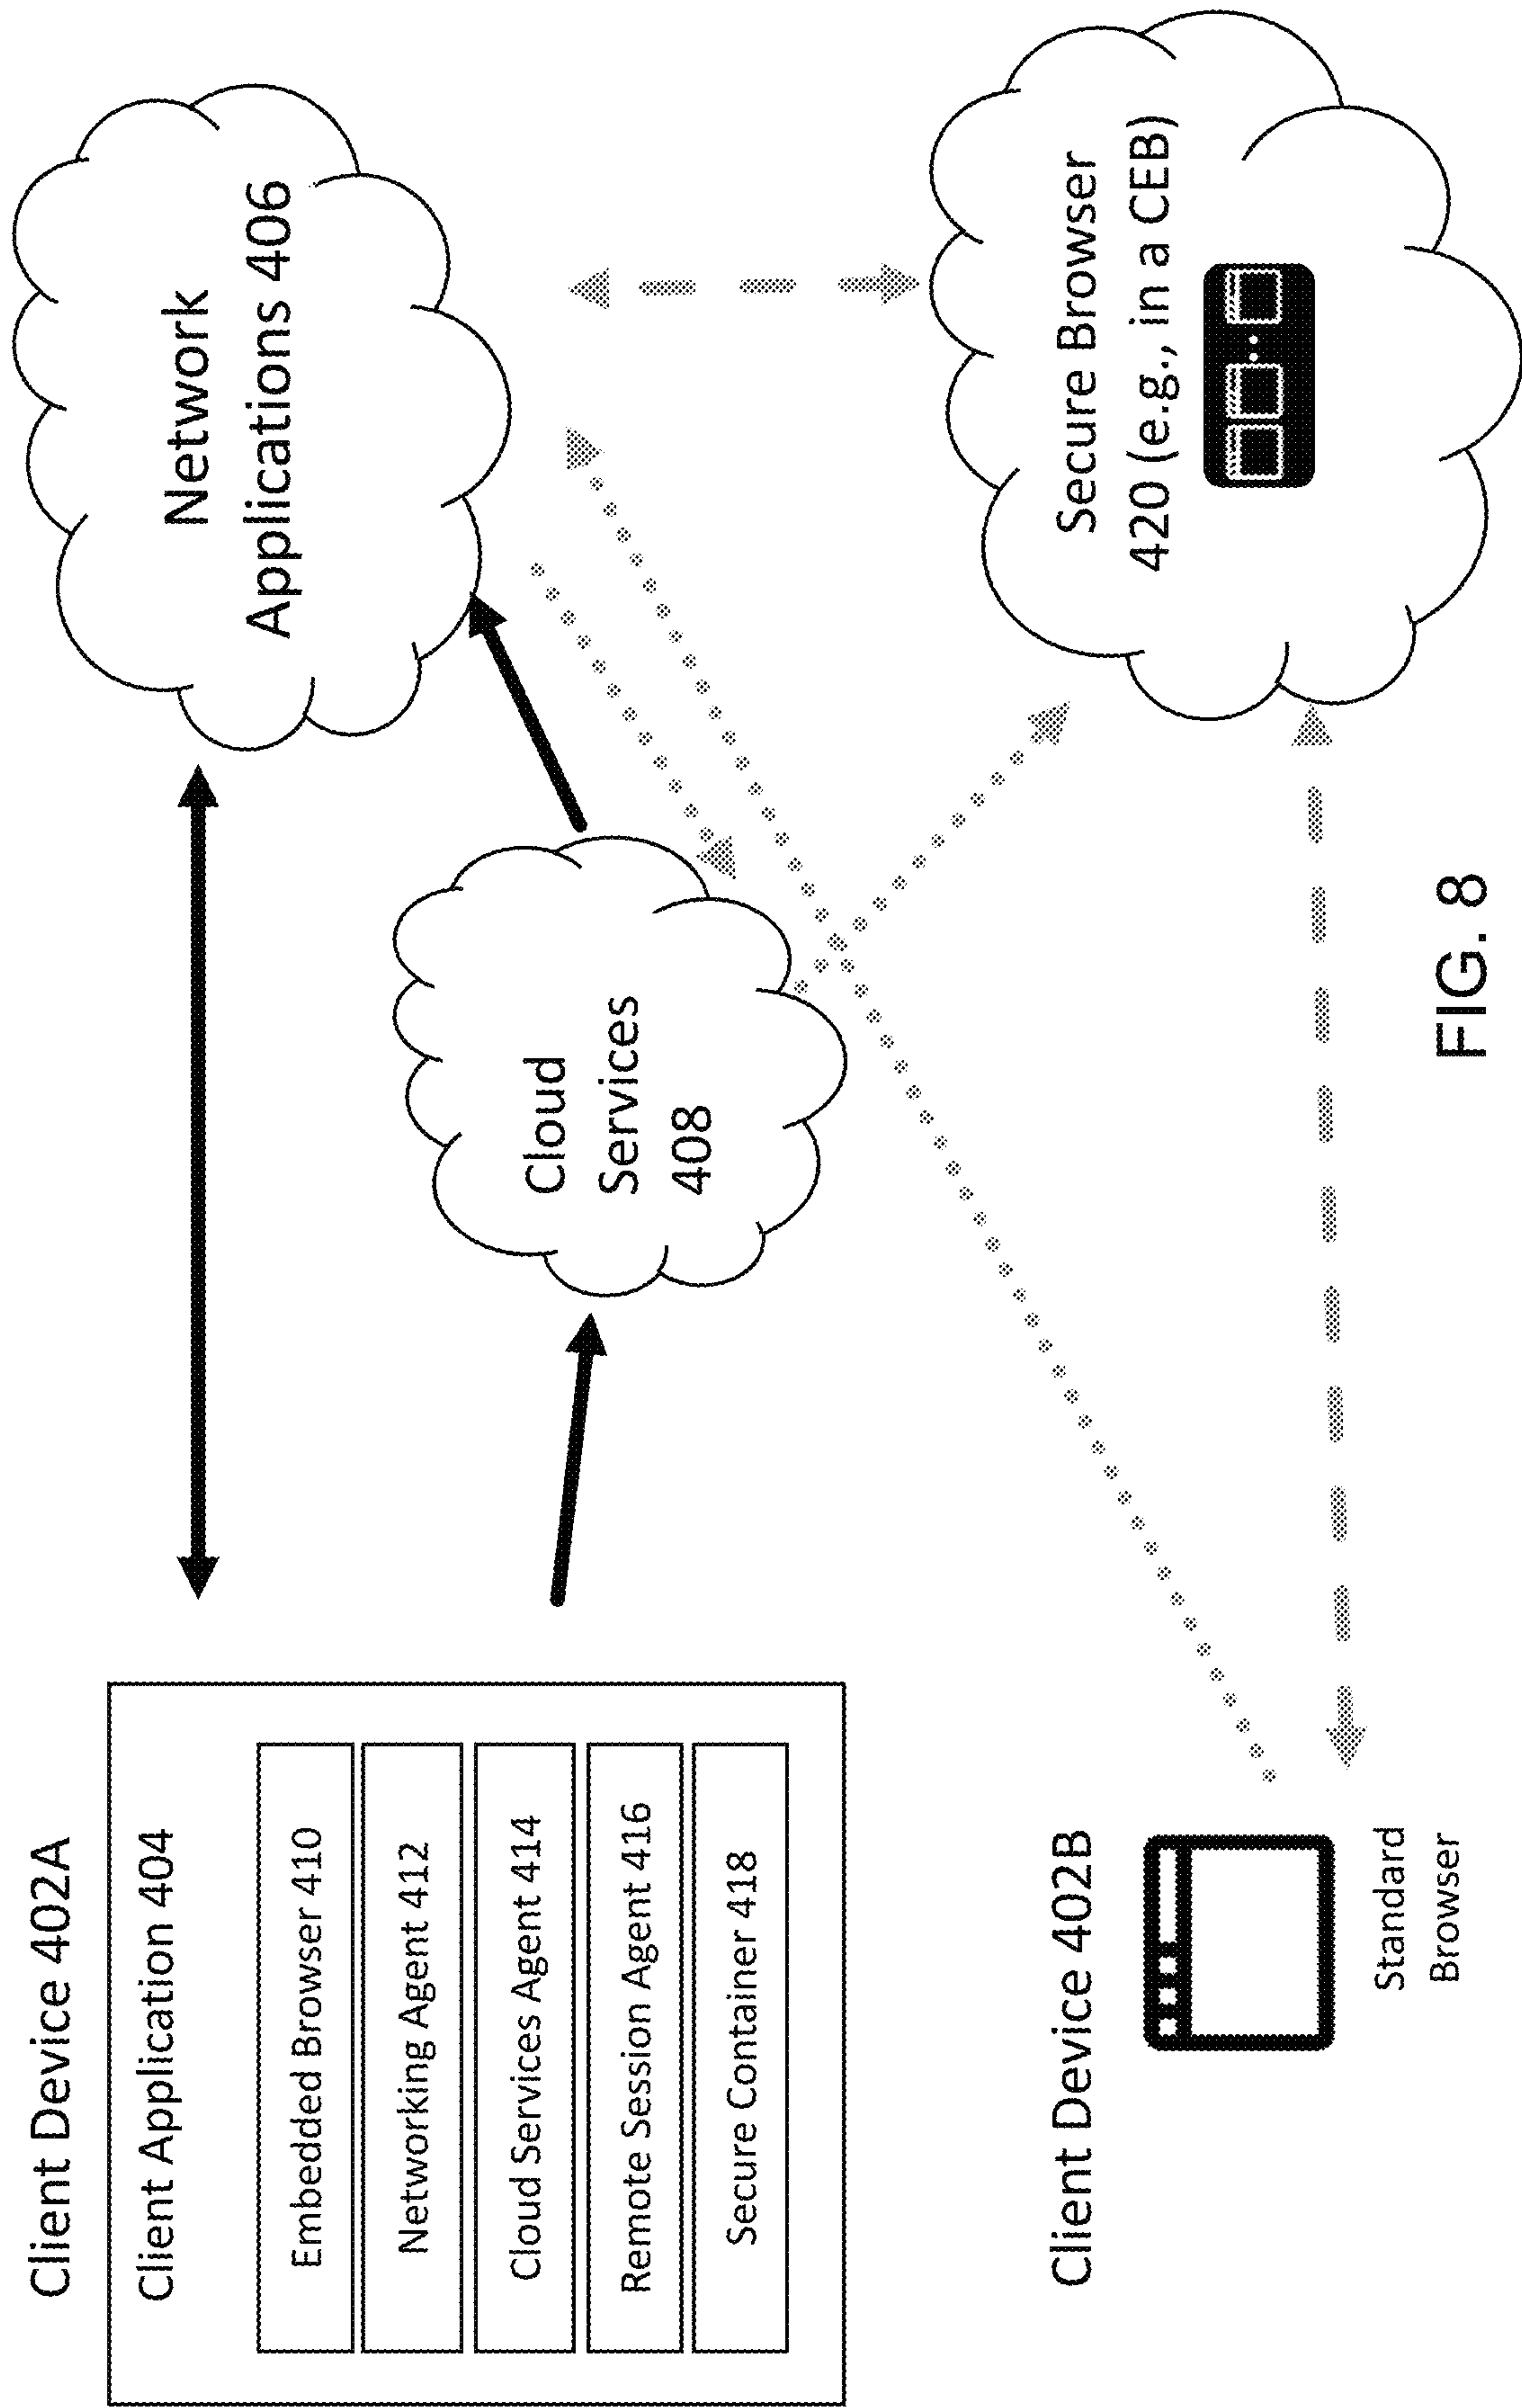 Client Device 402A
Client Application 404
Embedded Browser 410
Networking Agent 412
Cloud Services Agent 414
Remote Session Agent 416
Secure Container 418
Network
Applications 406
Cloud
Services
408
Client Device 402B
Standard
Browser
Secure Browser
420 (e.g., in a CEB)
FIG. 8